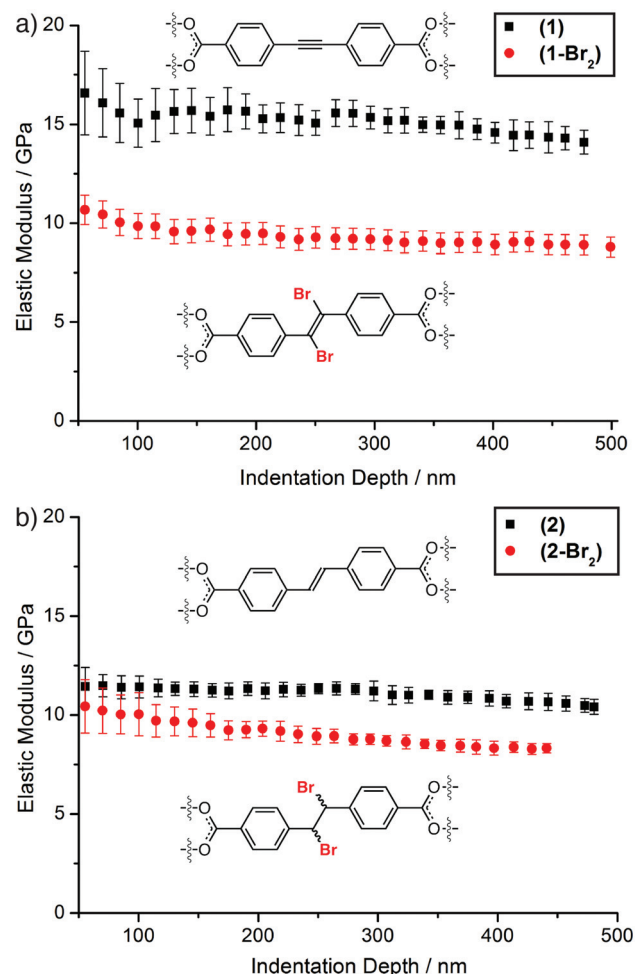 a)
O
O
O
O
(1)
(1-Br₂)
20
15
10
5
0
Elastic Modulus / GPa
Br
O
O
O
O
Br
100
200
300
400
500
Indentation Depth / nm
b)
O
O
O
O
(2)
(2-Br₂)
20
15
10
5
0
Elastic Modulus / GPa
Br
O
O
O
O
Br
100
200
300
400
500
Indentation Depth / nm